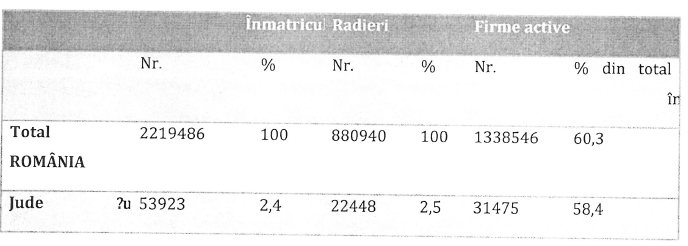 Înmatricul Radieri Firme active
Nr. % Nr. % Nr. % din total
în
Total 2219486 100 880940 100 1338546 60,3
ROMÂNIA
Jude ?u 53923 2,4 22448 2,5 31475 58,4